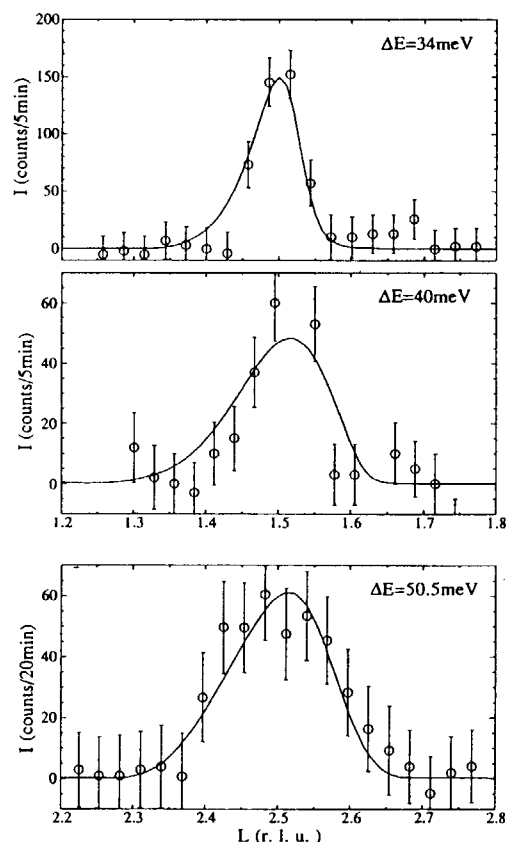 200
ΔE=34meV
150
100
50
0
I (counts/5min)
60
ΔE=40meV
40
20
0
I (counts/5min)
1.2 1.3 1.4 1.5 1.6 1.7 1.8
60
ΔE=50.5meV
40
20
0
I (counts/20min)
2.2 2.3 2.4 2.5 2.6 2.7 2.8
L (r. l. u. )